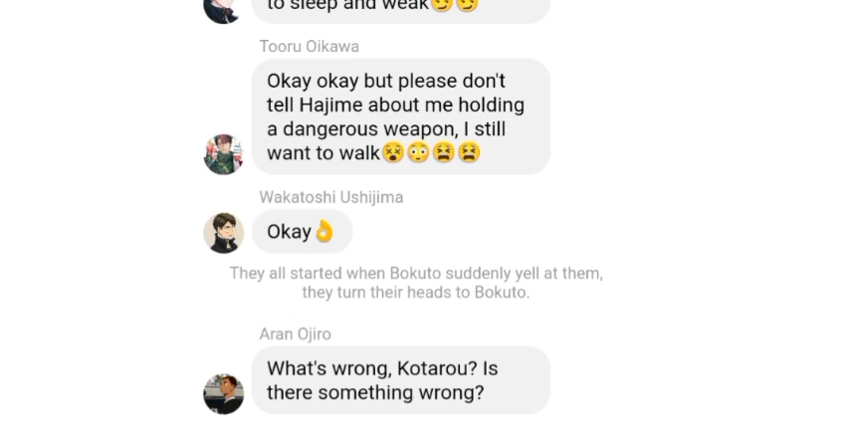 to sleep and weak😏😏
Tooru Oikawa
Okay okay but please don't
tell Hajime about me holding
a dangerous weapon, I still
want to walk😵😳😫😫
Wakatoshi Ushijima
Okay👌
They all started when Bokuto suddenly yell at them,
they turn their heads to Bokuto.
Aran Ojiro
What's wrong, Kotarou? Is
there something wrong?